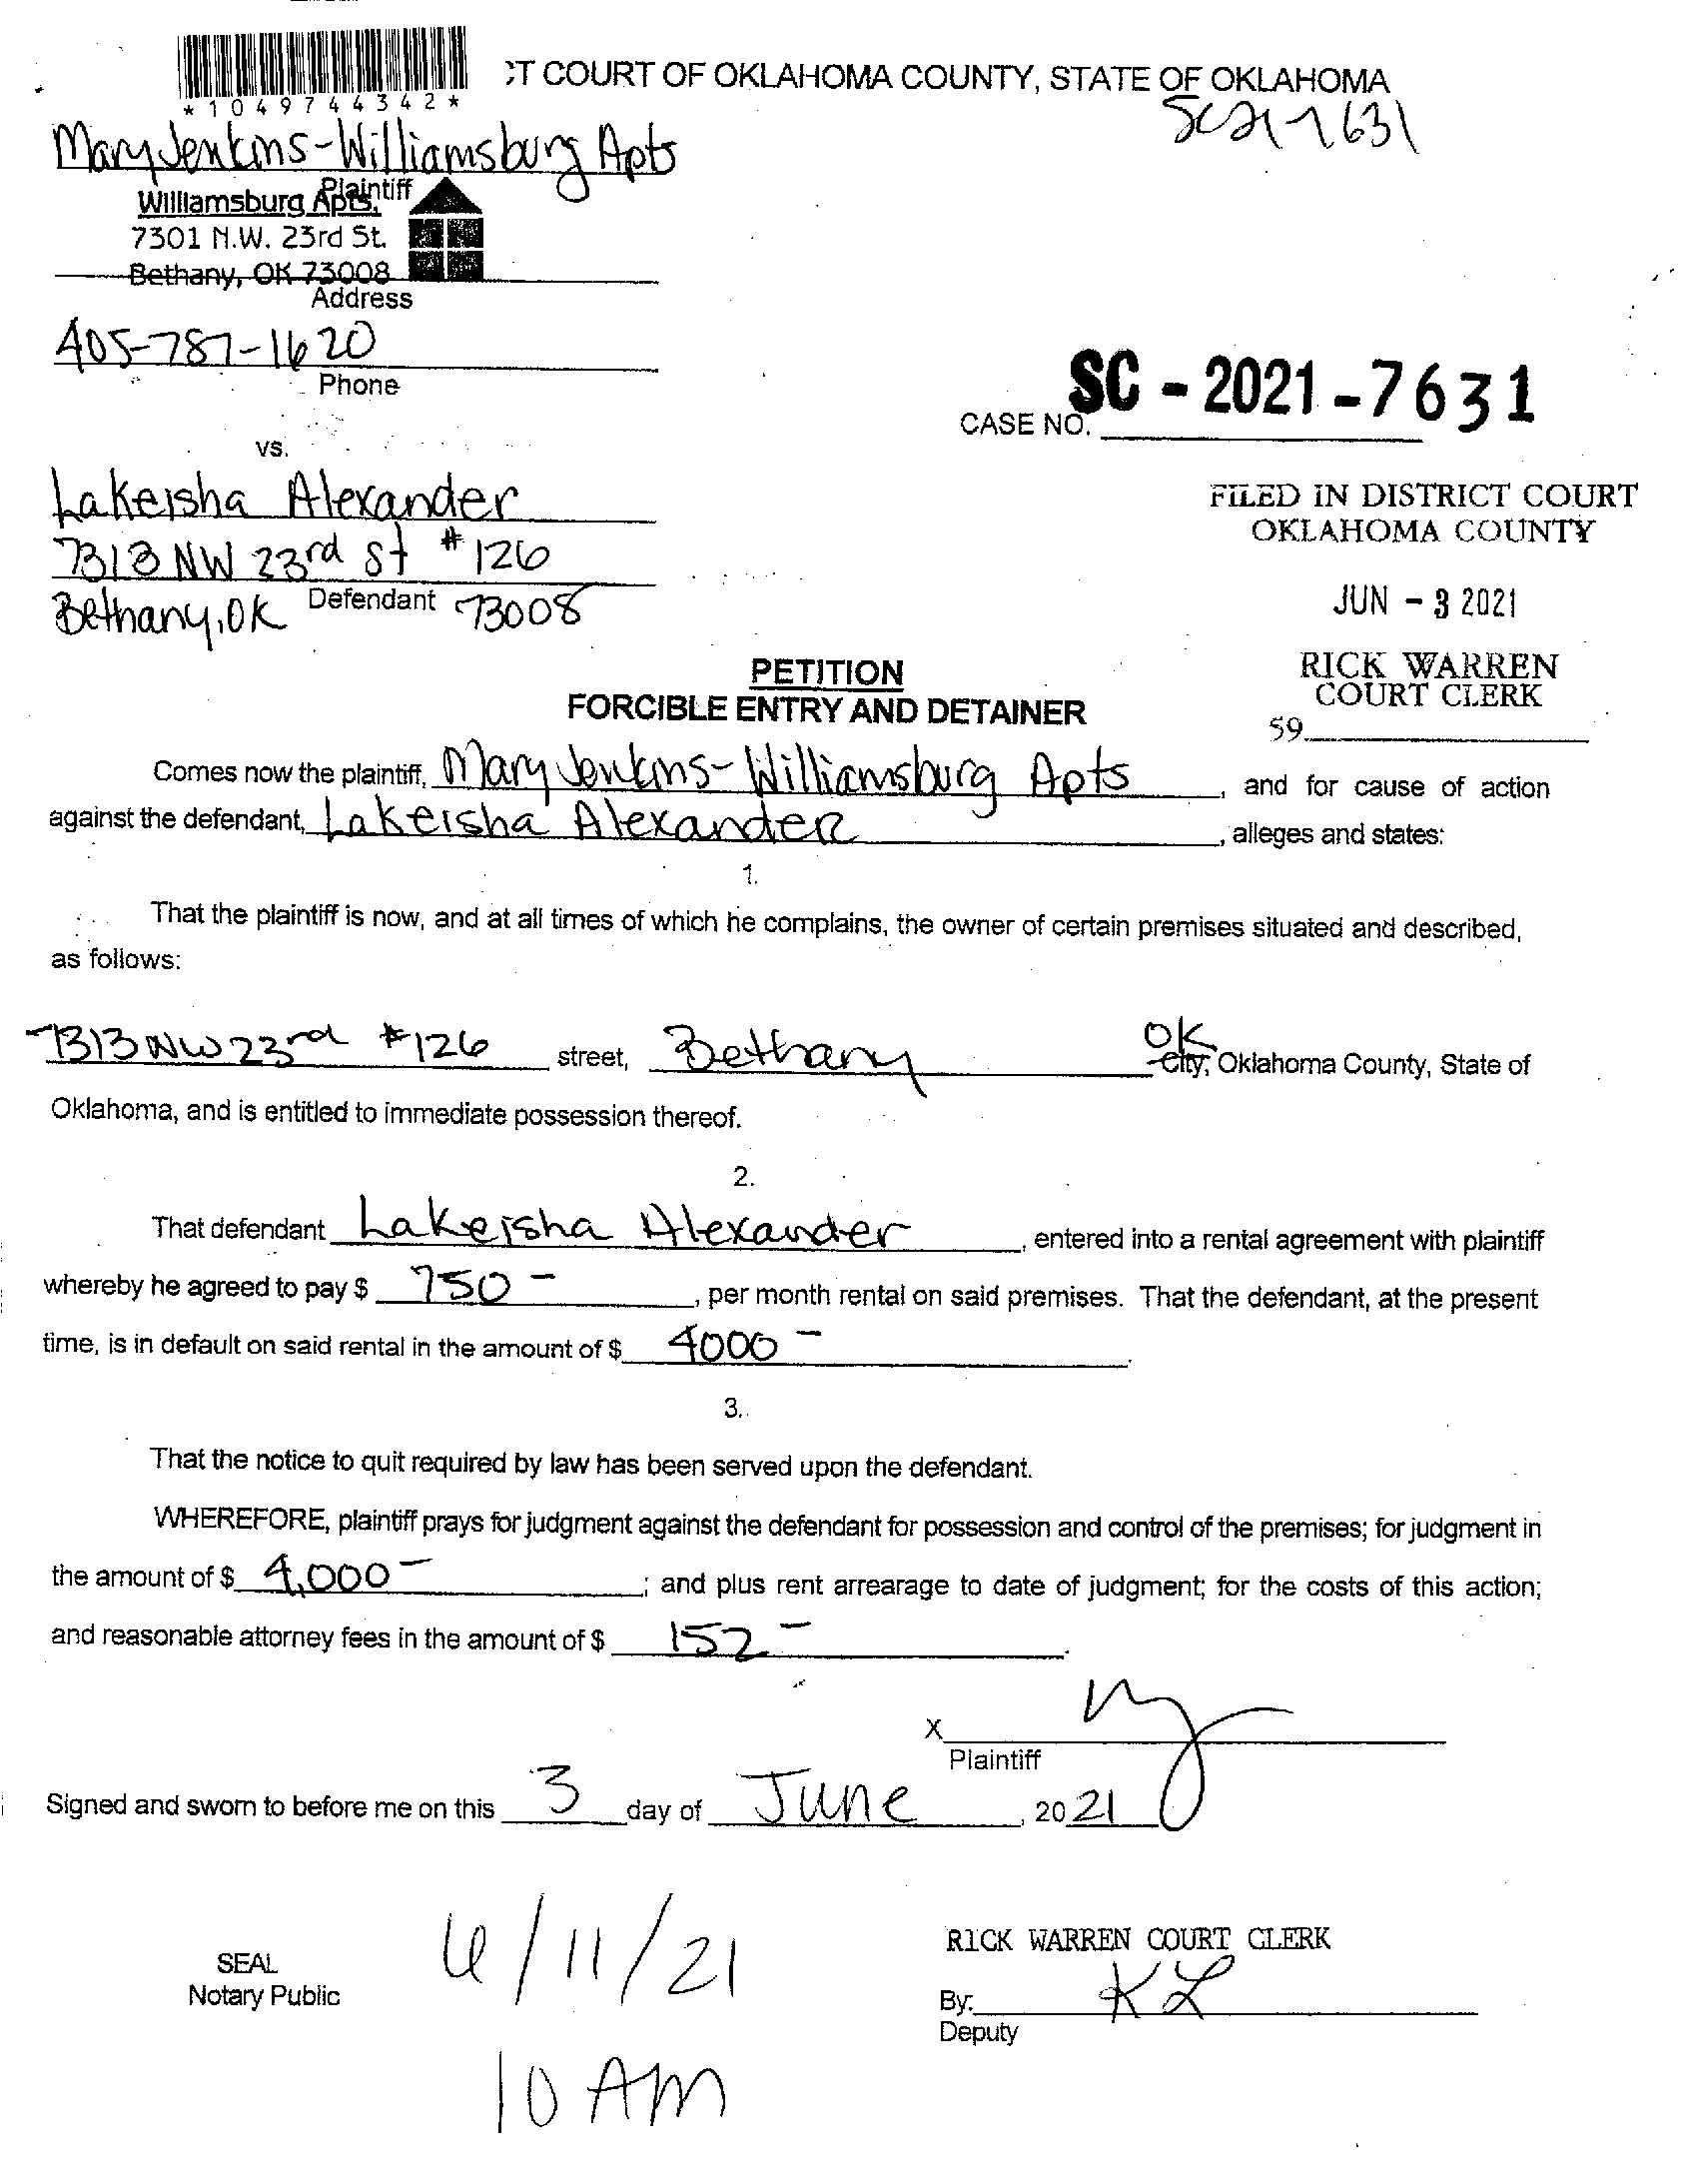 T COURT OF OKLAHOMA COUNTY, STATE OF OKLAHOMA
*1049744342*
SC21-7631
Mary Jenkins-Williamsburg Apts
Plaintiff
Williamsburg Apts.
7301 N.W. 23rd St.
Bethany, OK 73008
Address
405-787-1620
Phone
SC - 2021 - 7631
CASE NO.
vs.
Lakeisha Alexander
7313 NW 23rd St #126
Defendant
Bethany, OK 73008
FILED IN DISTRICT COURT
OKLAHOMA COUNTY
JUN - 3 2021
RICK WARREN
COURT CLERK
59
PETITION
FORCIBLE ENTRY AND DETAINER
Comes now the plaintiff, Mary Jenkins-Williamsburg Apts, and for cause of action
against the defendant, Lakeisha Alexander, alleges and states:
1.
That the plaintiff is now, and at all times of which he complains, the owner of certain premises situated and described,
as follows:
7313 NW 23rd #126 street, Bethany OK City, Oklahoma County, State of
Oklahoma, and is entitled to immediate possession thereof.
2.
That defendant Lakeisha Alexander, entered into a rental agreement with plaintiff
whereby he agreed to pay $ 750-, per month rental on said premises. That the defendant, at the present
time, is in default on said rental in the amount of $ 4000-.
3.
That the notice to quit required by law has been served upon the defendant.
WHEREFORE, plaintiff prays for judgment against the defendant for possession and control of the premises; for judgment in
the amount of $ 4,000-; and plus rent arrearage to date of judgment; for the costs of this action;
and reasonable attorney fees in the amount of $ 152-.
X
Plaintiff
Signed and sworn to before me on this 3 day of June, 2021
SEAL
Notary Public
6/11/21
10 AM
RICK WARREN COURT CLERK
By: KL
Deputy